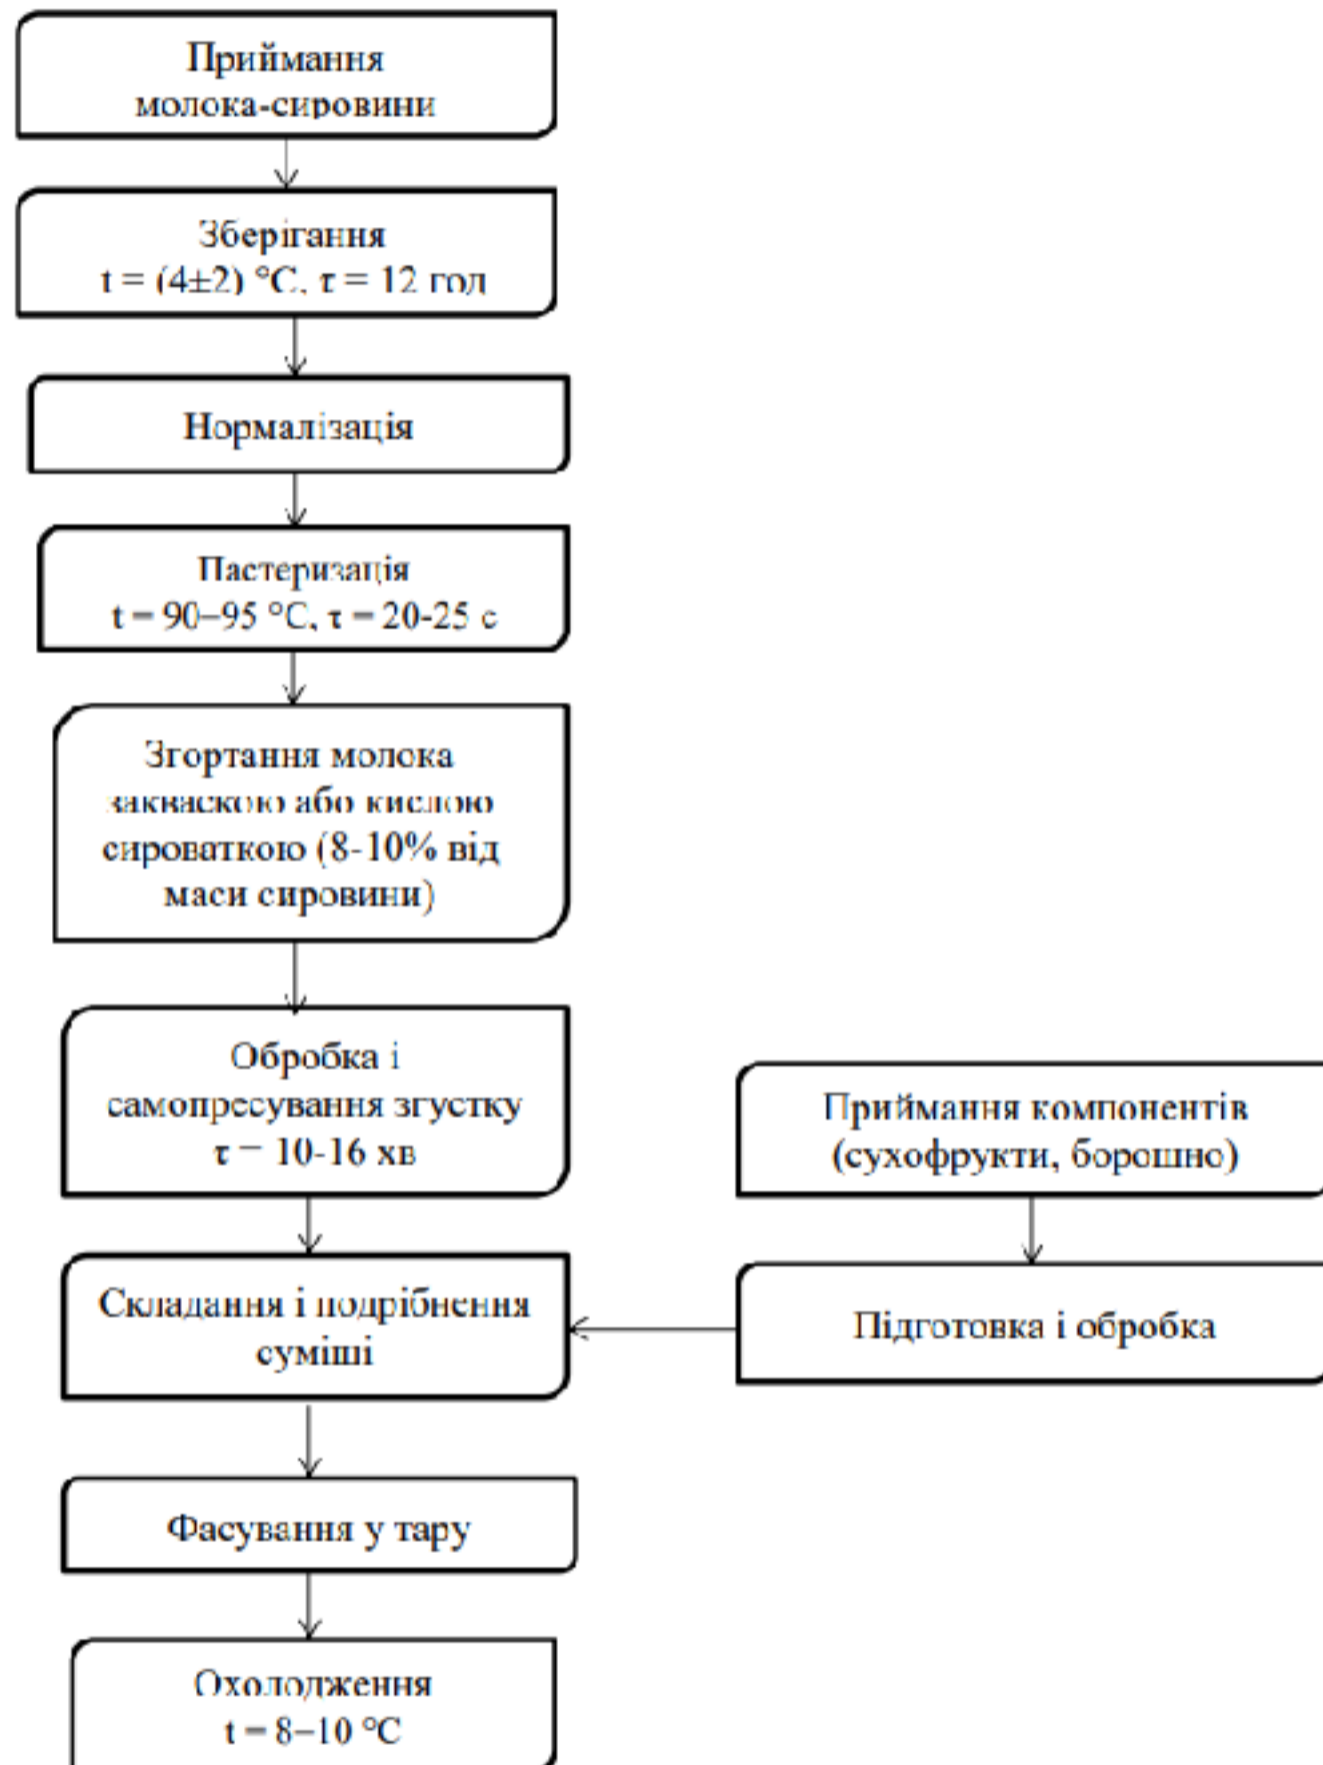 Приймання
молока-сировини
Зберігання
t = (4±2) °C, τ = 12 год
Нормалізація
Пастеризація
t = 90–95 °C, τ = 20-25 с
Згортання молока
закваскою або кислою
сироваткою (8-10% від
маси сировини)
Обробка і
самопресування згустку
τ = 10-16 хв
Приймання компонентів
(сухофрукти, борошно)
Складання і подрібнення
суміші
Підготовка і обробка
Фасування у тару
Охолодження
t = 8–10 °C